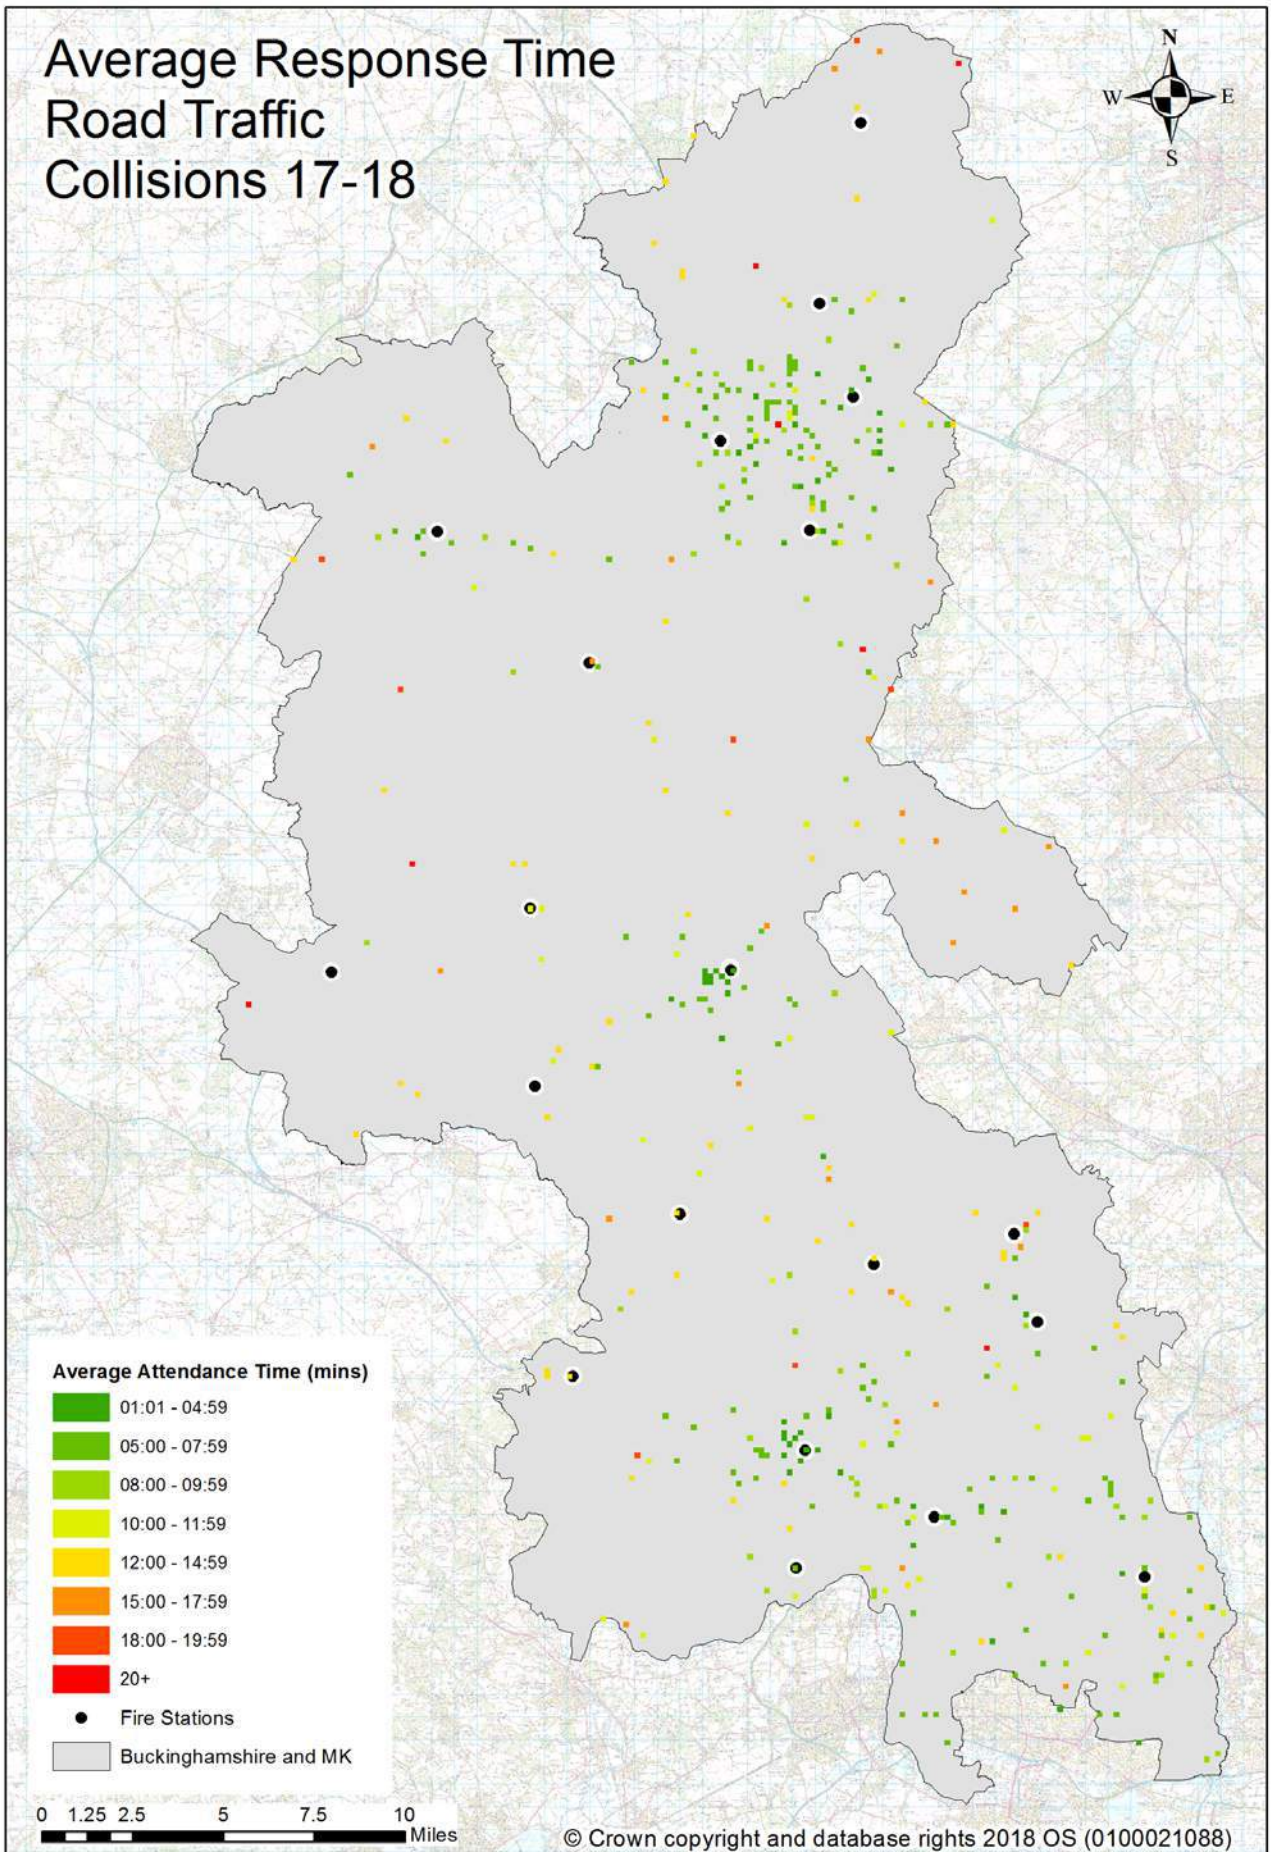 Average Response Time
Road Traffic
Collisions 17-18
N
W E
S
Average Attendance Time (mins)
01:01 - 04:59
05:00 - 07:59
08:00 - 09:59
10:00 - 11:59
12:00 - 14:59
15:00 - 17:59
18:00 - 19:59
20+
Fire Stations
Buckinghamshire and MK
0 1.25 2.5 5 7.5 10
Miles
© Crown copyright and database rights 2018 OS (0100021088)